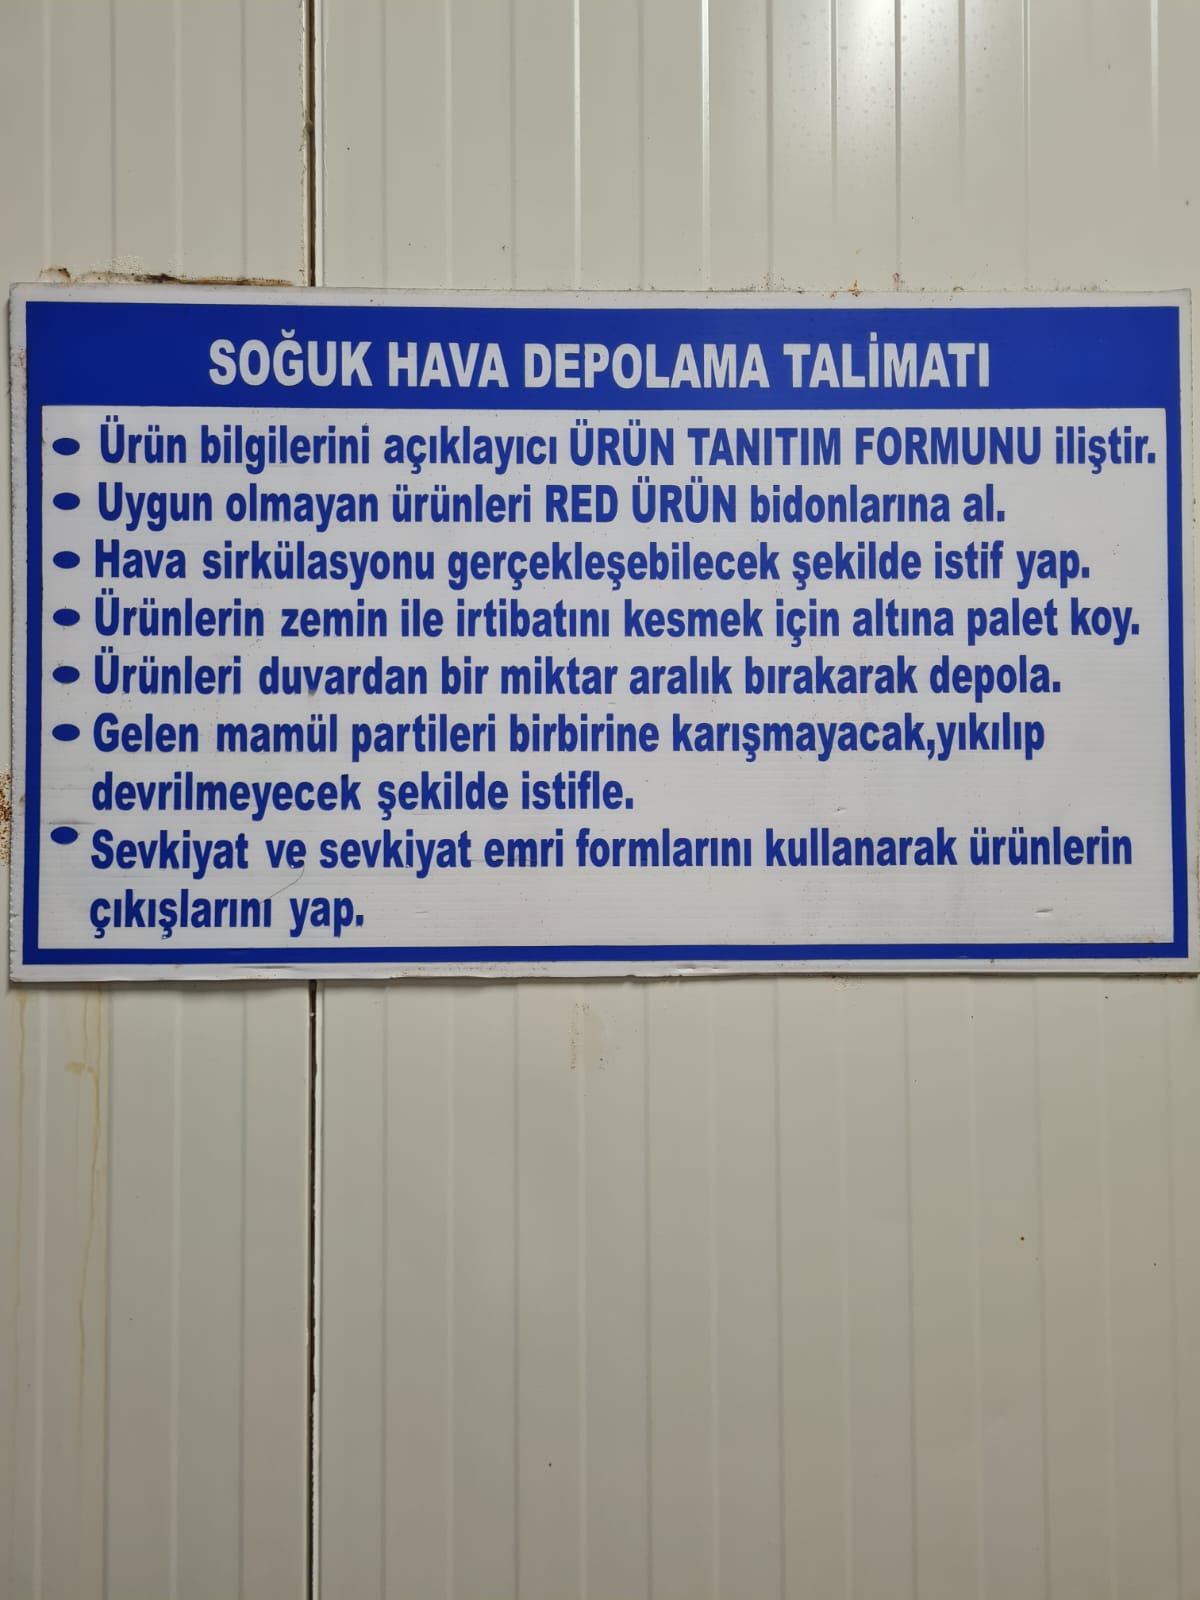 SOĞUK HAVA DEPOLAMA TALİMATI
• Ürün bilgilerini açıklayıcı ÜRÜN TANITIM FORMUNU iliştir.
• Uygun olmayan ürünleri RED ÜRÜN bidonlarına al.
• Hava sirkülasyonu gerçekleşebilecek şekilde istif yap.
• Ürünlerin zemin ile irtibatını kesmek için altına palet koy.
• Ürünleri duvardan bir miktar aralık bırakarak depola.
• Gelen mamül partileri birbirine karışmayacak,yıkılıp
devrilmeyecek şekilde istifle.
• Sevkiyat ve sevkiyat emri formlarını kullanarak ürünlerin
çıkışlarını yap.